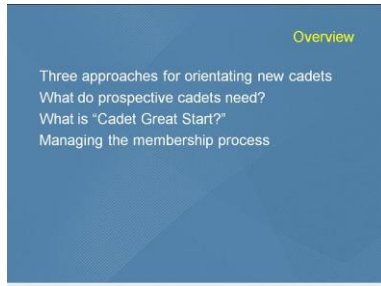 Overview
Three approaches for orientating new cadets
What do prospective cadets need?
What is “Cadet Great Start?”
Managing the membership process